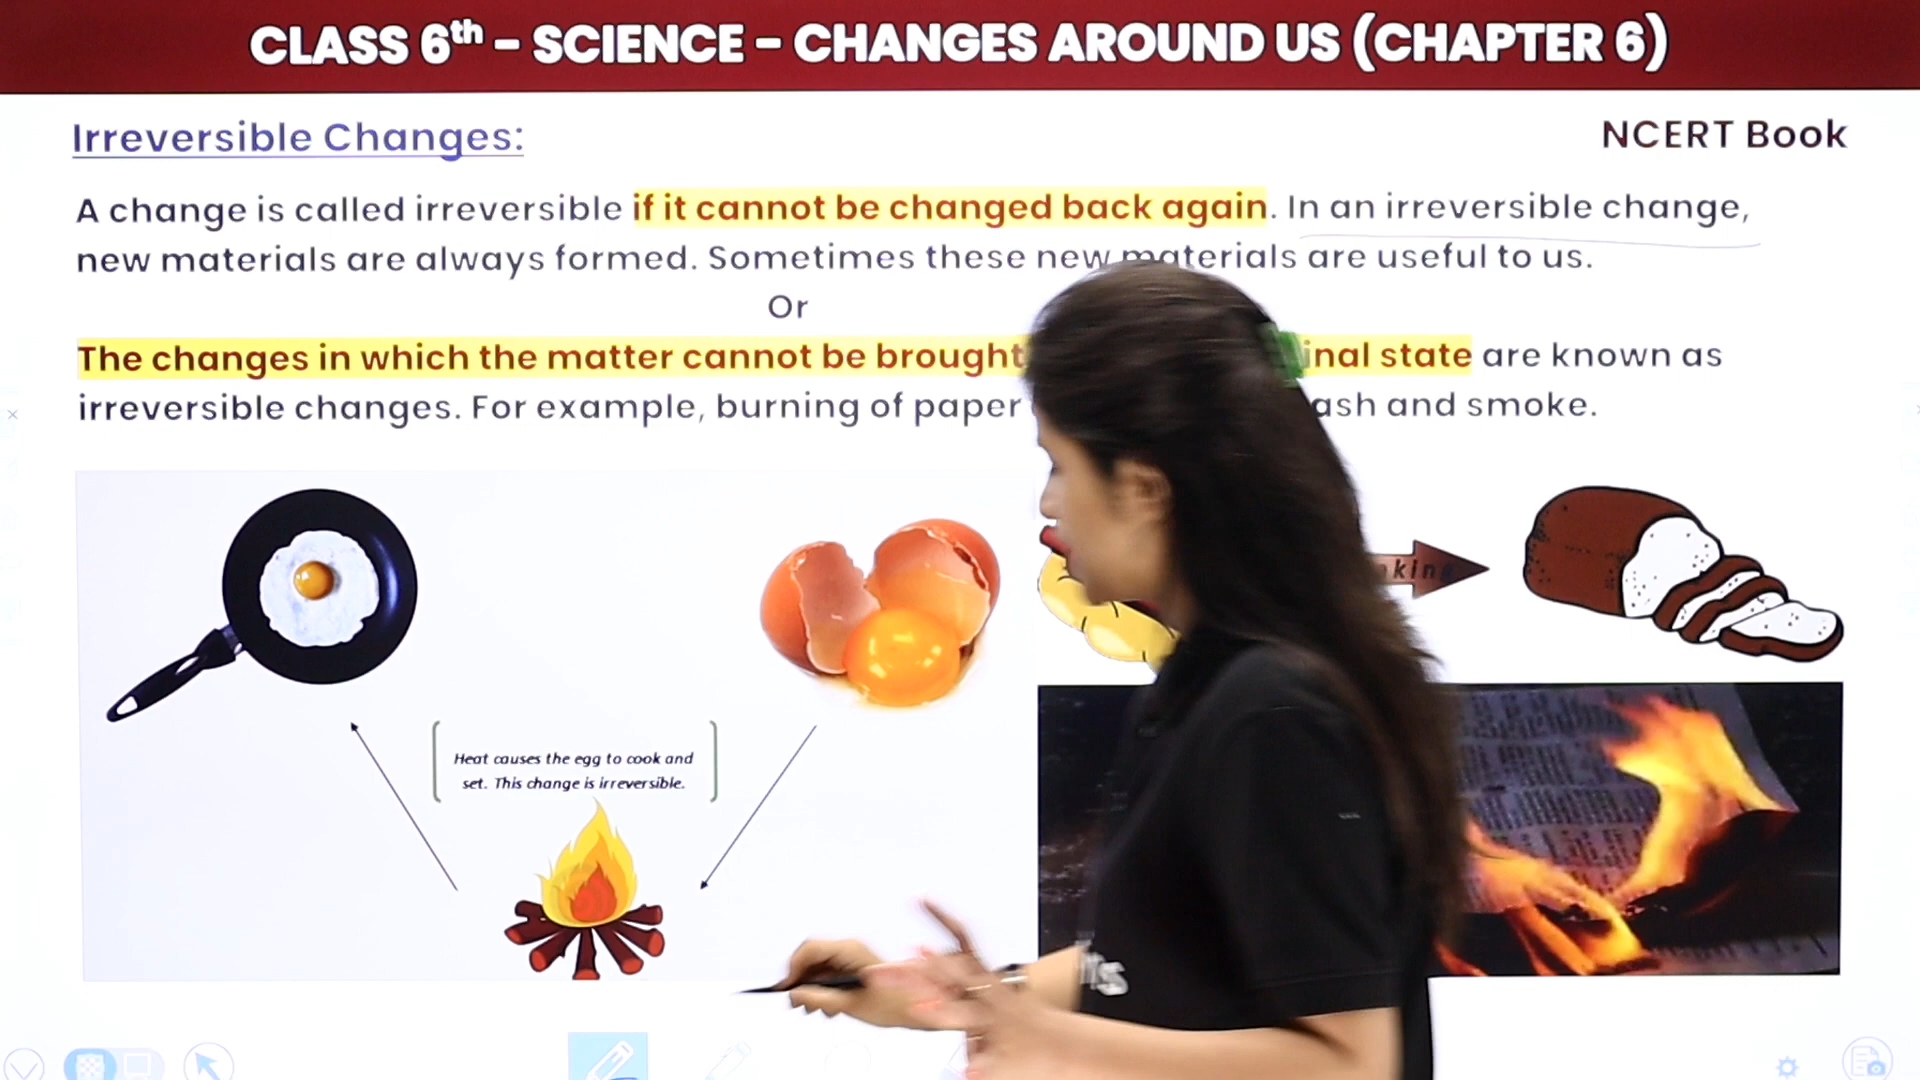 CLASS 6th - SCIENCE - CHANGES AROUND US (CHAPTER 6)
Irreversible Changes:
NCERT Book
A change is called irreversible if it cannot be changed back again. In an irreversible change,
new materials are always formed. Sometimes these new materials are useful to us.
Or
The changes in which the matter cannot be brought inal state are known as
irreversible changes. For example, burning of paper ash and smoke.
king
Heat causes the egg to cook and
set. This change is irreversible.